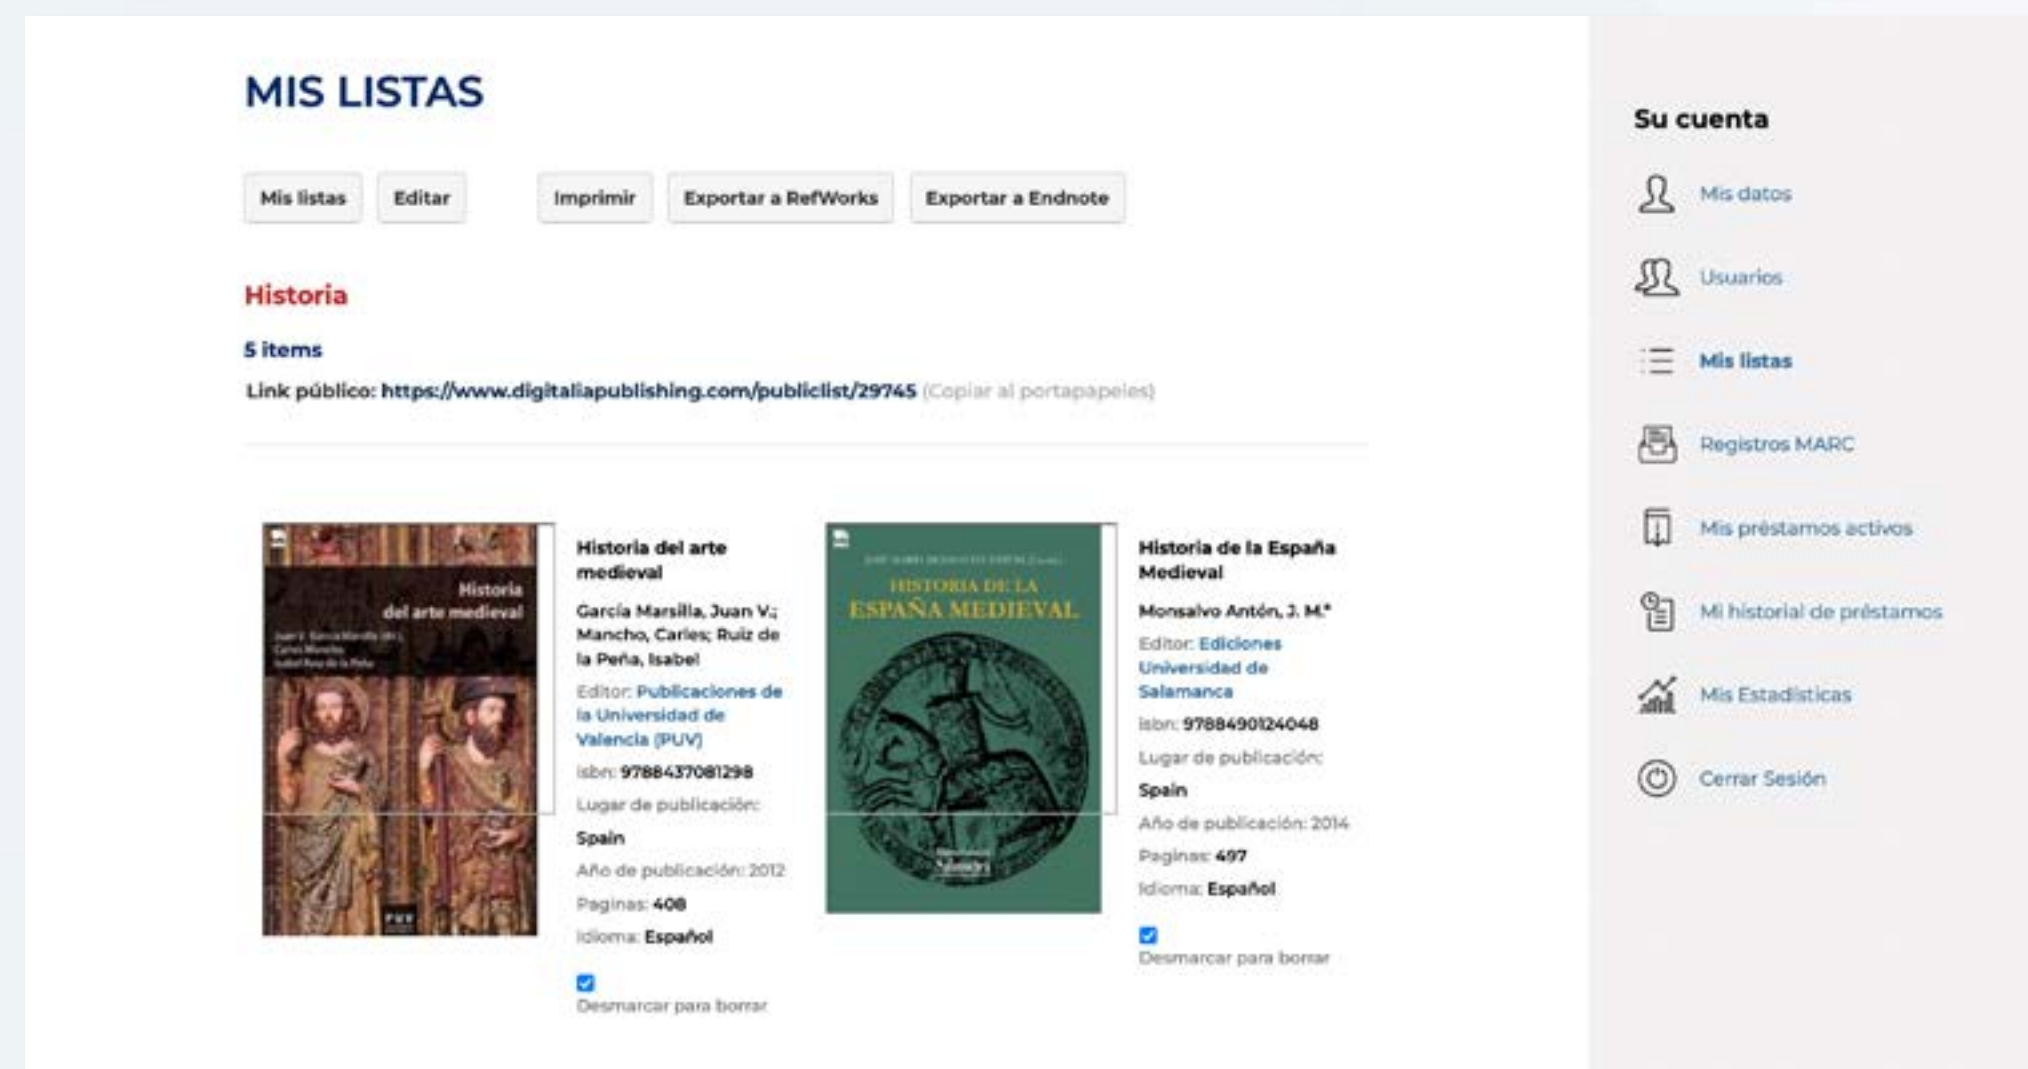 MIS LISTAS
Mis listas
Editar
Imprimir
Exportar a RefWorks
Exportar a Endnote
Historia
5 items
Link público: https://www.digitaliapublishing.com/publiclist/29745 (Copiar al portapapeles)
Historia
del arte medieval
PUV
Historia del arte
medieval
García Marsilla, Juan V.;
Mancho, Carles; Ruiz de
la Peña, Isabel
Editor: Publicaciones de
la Universidad de
Valencia (PUV)
isbn: 9788437081298
Lugar de publicación:
Spain
Año de publicación: 2012
Paginas: 408
Idioma: Español
Desmarcar para borrar
HISTORIA DE LA
ESPAÑA MEDIEVAL
Salamanca
Historia de la España
Medieval
Monsalvo Antón, J. M.ª
Editor: Ediciones
Universidad de
Salamanca
isbn: 9788490124048
Lugar de publicación:
Spain
Año de publicación: 2014
Paginas: 497
Idioma: Español
Desmarcar para borrar
Su cuenta
Mis datos
Usuarios
Mis listas
Registros MARC
Mis préstamos activos
Mi historial de préstamos
Mis Estadísticas
Cerrar Sesión